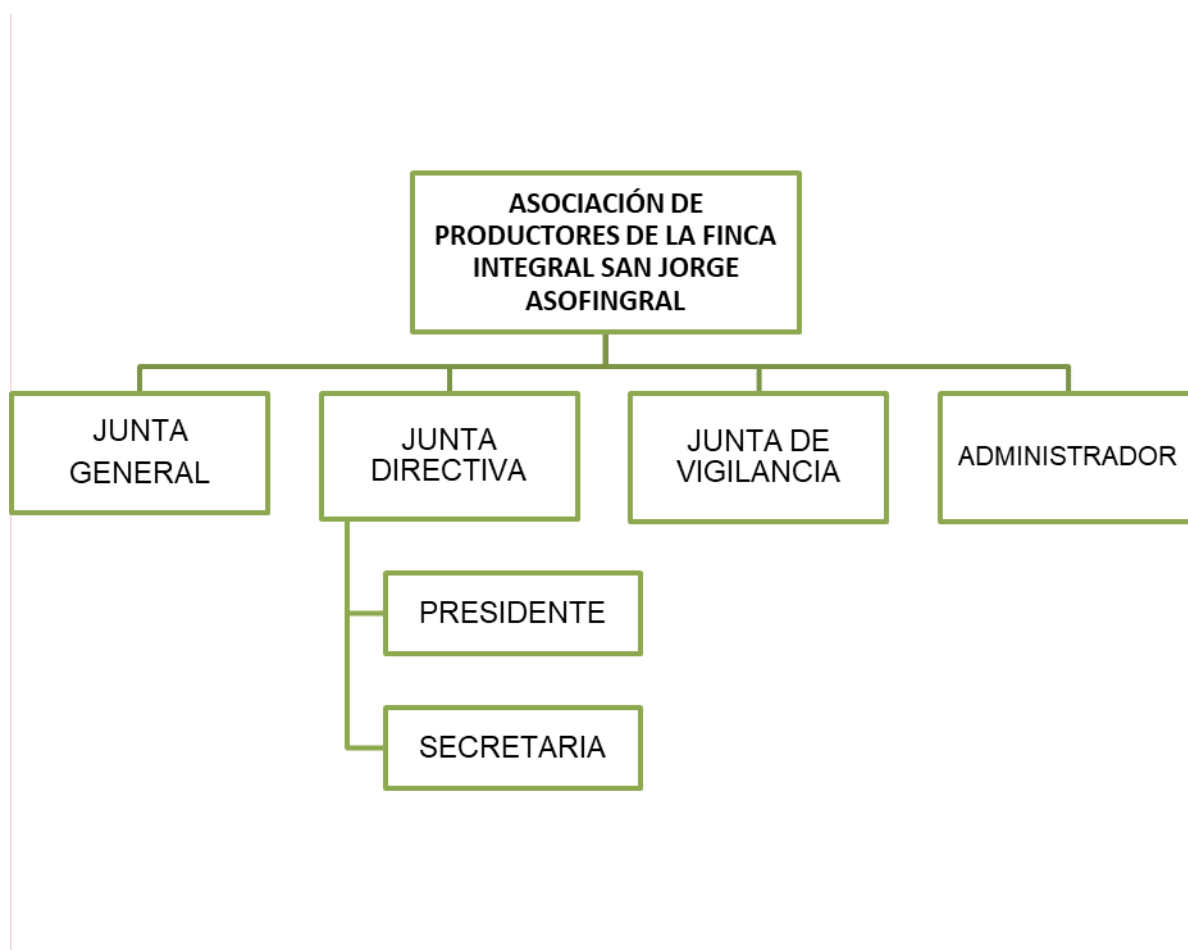 ASOCIACIÓN DE
PRODUCTORES DE LA FINCA
INTEGRAL SAN JORGE
ASOFINGRAL
JUNTA
GENERAL
JUNTA
DIRECTIVA
JUNTA DE
VIGILANCIA
ADMINISTRADOR
PRESIDENTE
SECRETARIA